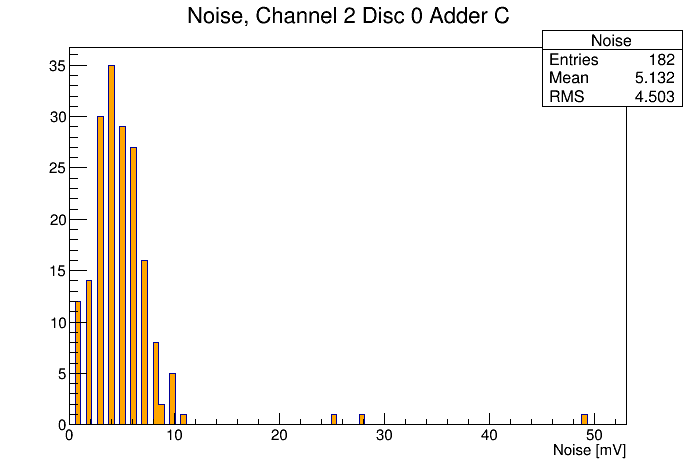 Noise, Channel 2 Disc 0 Adder C
Noise
Entries 182
Mean 5.132
RMS 4.503
35
30
25
20
15
10
5
0
0 10 20 30 40 50
Noise [mV]